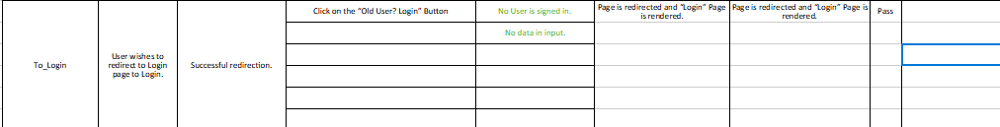 Click on the "Old User? Login" Button
No User is signed in.
Page is redirected and "Login" Page
is rendered.
Page is redirected and "Login" Page is
rendered.
Pass
No data in input.
To_Login
User wishes to
redirect to Login
page to Login.
Successful redirection.